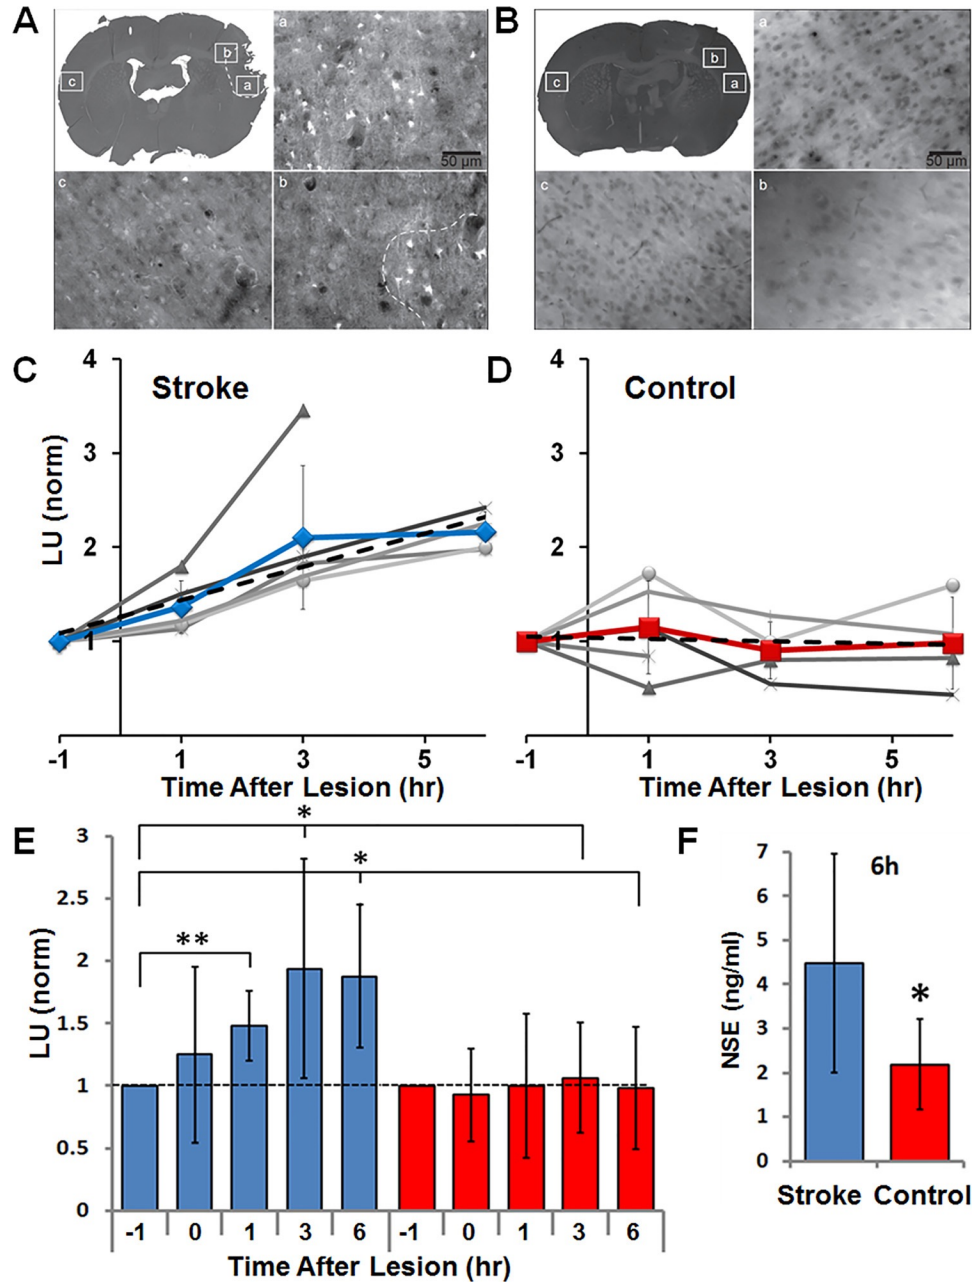 A
b
c
a
a
50 µm
c
b
B
b
c
a
a
50 µm
c
b
C
Stroke
4
3
2
LU (norm)
-1 1 3 5
Time After Lesion (hr)
D
Control
4
3
2
-1 1 3 5
Time After Lesion (hr)
E
*
*
**
3
2.5
2
1.5
1
0.5
0
LU (norm)
-1 0 1 3 6 -1 0 1 3 6
Time After Lesion (hr)
F
6h
7
6
5
4
3
2
1
0
NSE (ng/ml)
*
Stroke Control